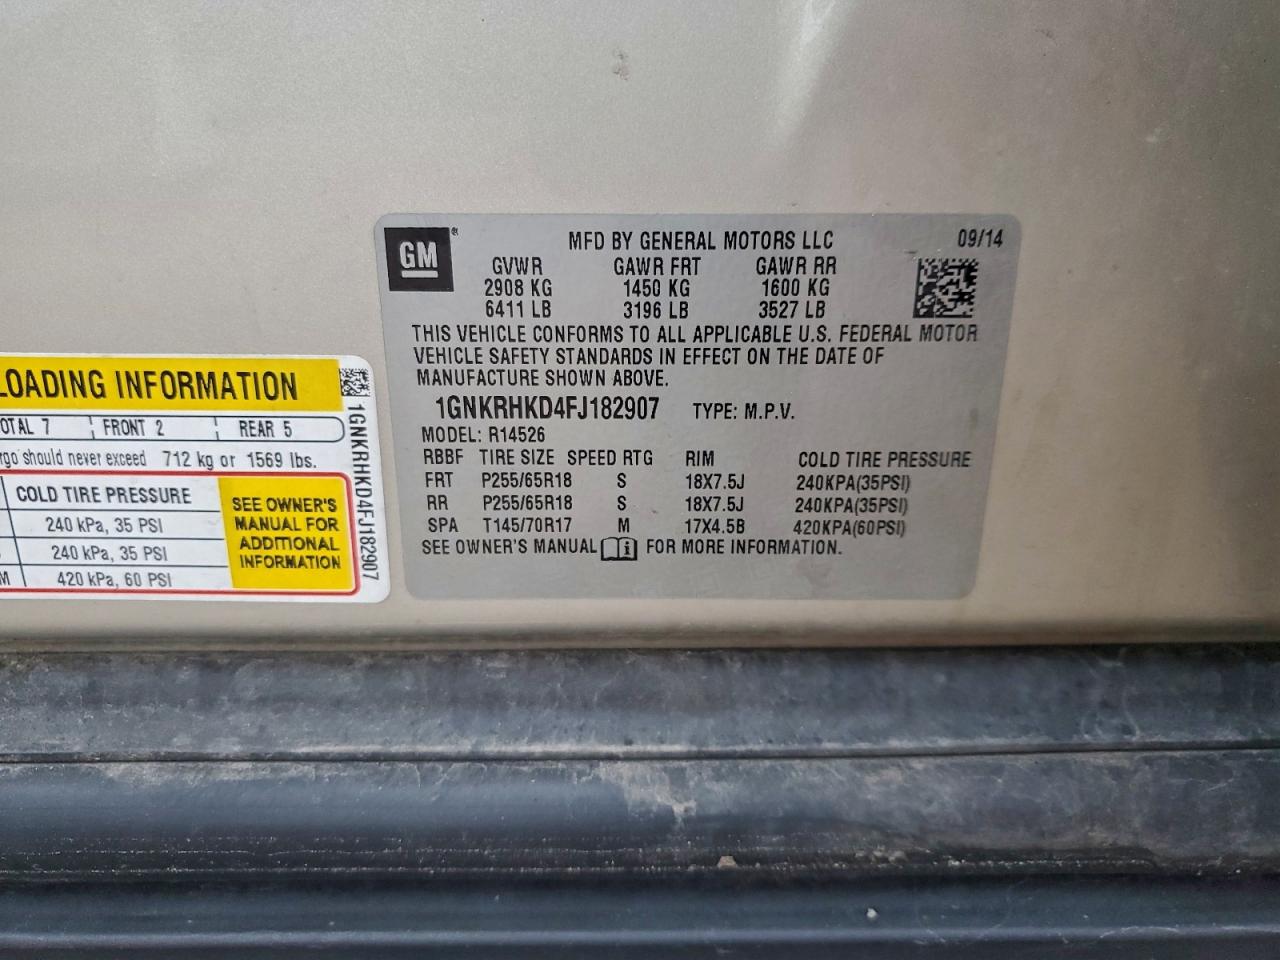 GM®
MFD BY GENERAL MOTORS LLC 09/14
GVWR GAWR FRT GAWR RR
2908 KG 1450 KG 1600 KG
6411 LB 3196 LB 3527 LB
THIS VEHICLE CONFORMS TO ALL APPLICABLE U.S. FEDERAL MOTOR
VEHICLE SAFETY STANDARDS IN EFFECT ON THE DATE OF
MANUFACTURE SHOWN ABOVE.
1GNKRHKD4FJ182907 TYPE: M.P.V.
MODEL: R14526
RBBF TIRE SIZE SPEED RTG RIM COLD TIRE PRESSURE
FRT P255/65R18 S 18X7.5J 240KPA(35PSI)
RR P255/65R18 S 18X7.5J 240KPA(35PSI)
SPA T145/70R17 M 17X4.5B 420KPA(60PSI)
SEE OWNER'S MANUAL FOR MORE INFORMATION.
LOADING INFORMATION
OTAL 7 FRONT 2 REAR 5
rgo should never exceed 712 kg or 1569 lbs.
COLD TIRE PRESSURE
240 kPa, 35 PSI
240 kPa, 35 PSI
M 420 kPa, 60 PSI
SEE OWNER'S
MANUAL FOR
ADDITIONAL
INFORMATION
1GNKRHKD4FJ182907